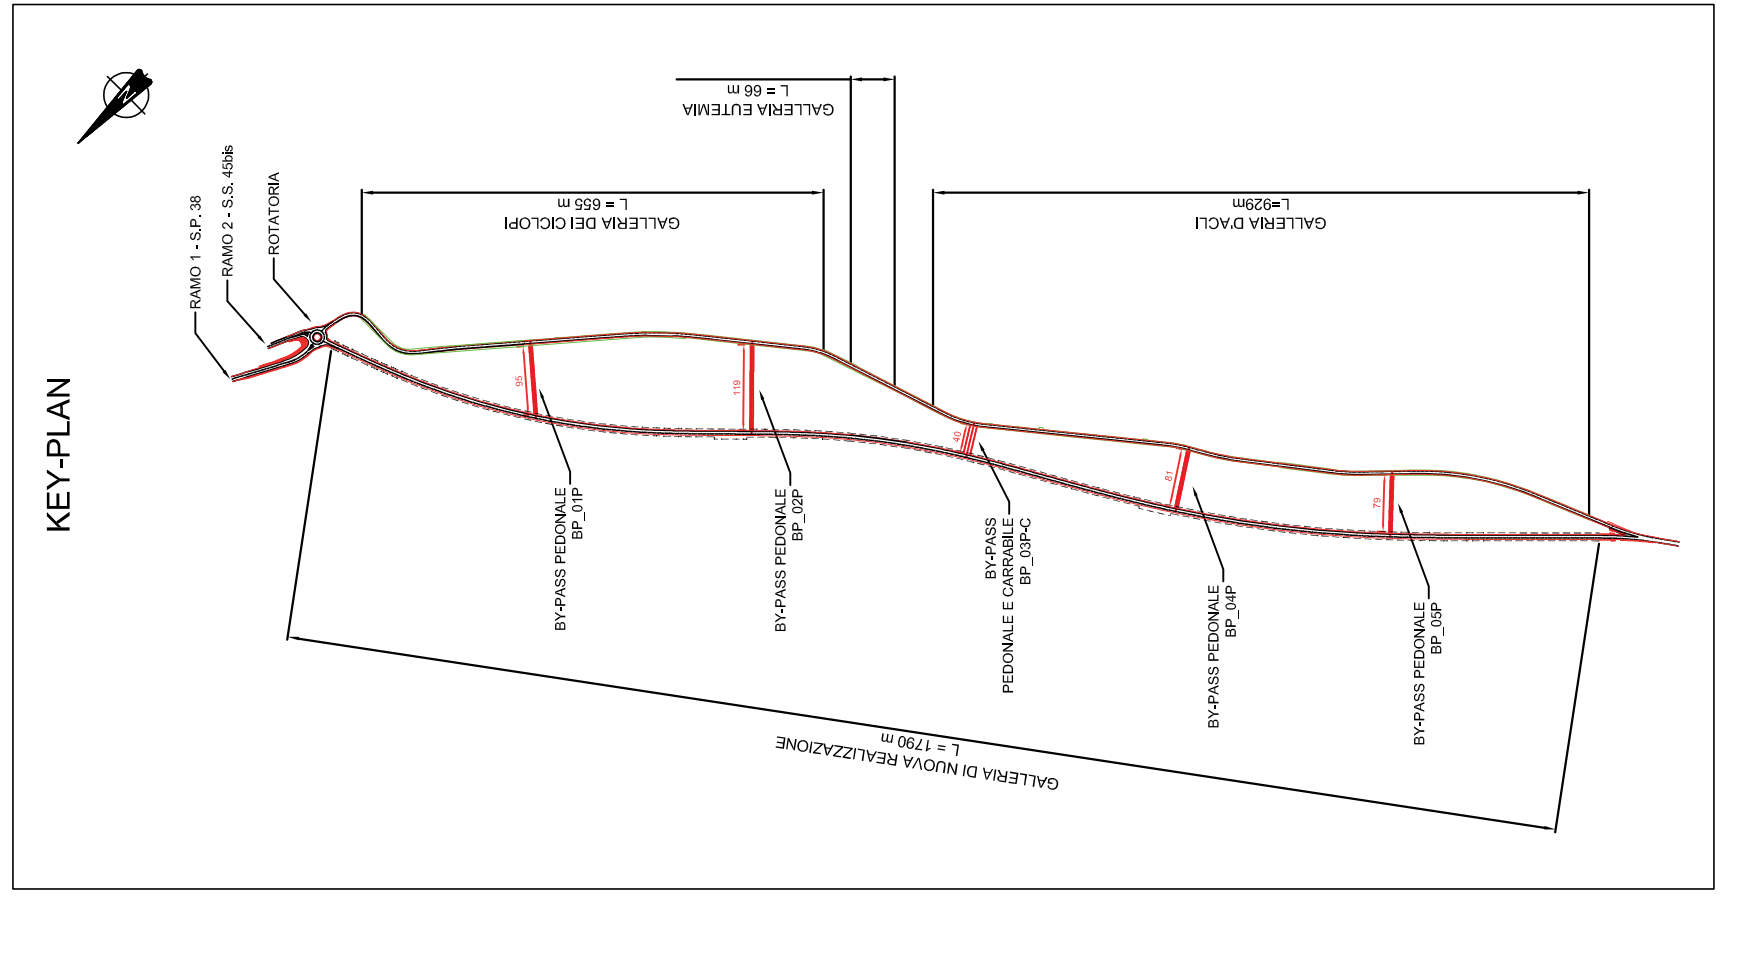 KEY-PLAN
N
RAMO 1 - S.P. 38
RAMO 2 - S.S. 45bis
ROTATORIA
GALLERIA DEI CICLOPI
L = 655 m
GALLERIA EUTEMIA
L = 66 m
GALLERIA D'ACLI
L=929m
95
119
40
81
79
BY-PASS PEDONALE
BP_01P
BY-PASS PEDONALE
BP_02P
BY-PASS
PEDONALE E CARRABILE
BP_03P-C
BY-PASS PEDONALE
BP_04P
BY-PASS PEDONALE
BP_05P
GALLERIA DI NUOVA REALIZZAZIONE
L = 1790 m